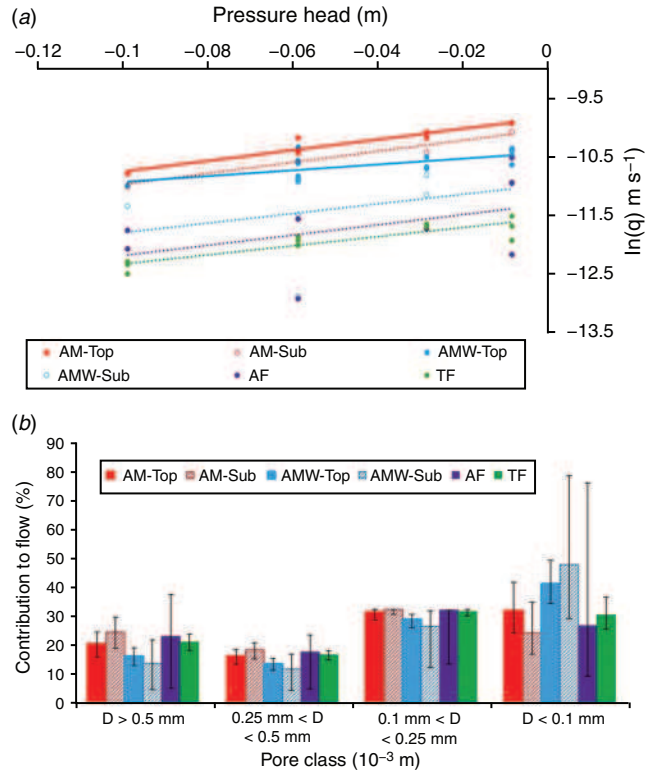 (a)
Pressure head (m)
−0.12 −0.1 −0.08 −0.06 −0.04 −0.02 0
−9.5
−10.5
−11.5
−12.5
−13.5
ln(q) m s⁻¹
AM-Top AM-Sub AMW-Top
AMW-Sub AF TF
(b)
90
80
70
60
50
40
30
20
10
0
Contribution to flow (%)
AM-Top AM-Sub AMW-Top AMW-Sub AF TF
D > 0.5 mm 0.25 mm < D 0.1 mm < D D < 0.1 mm
< 0.5 mm < 0.25 mm
Pore class (10⁻³ m)